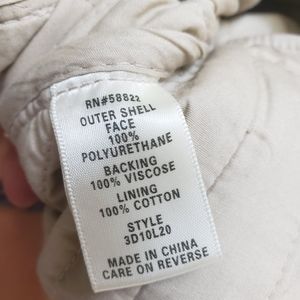 RN#58822
OUTER SHELL
FACE
100%
POLYURETHANE
BACKING
100% VISCOSE
LINING
100% COTTON
STYLE
3D10L20
MADE IN CHINA
CARE ON REVERSE